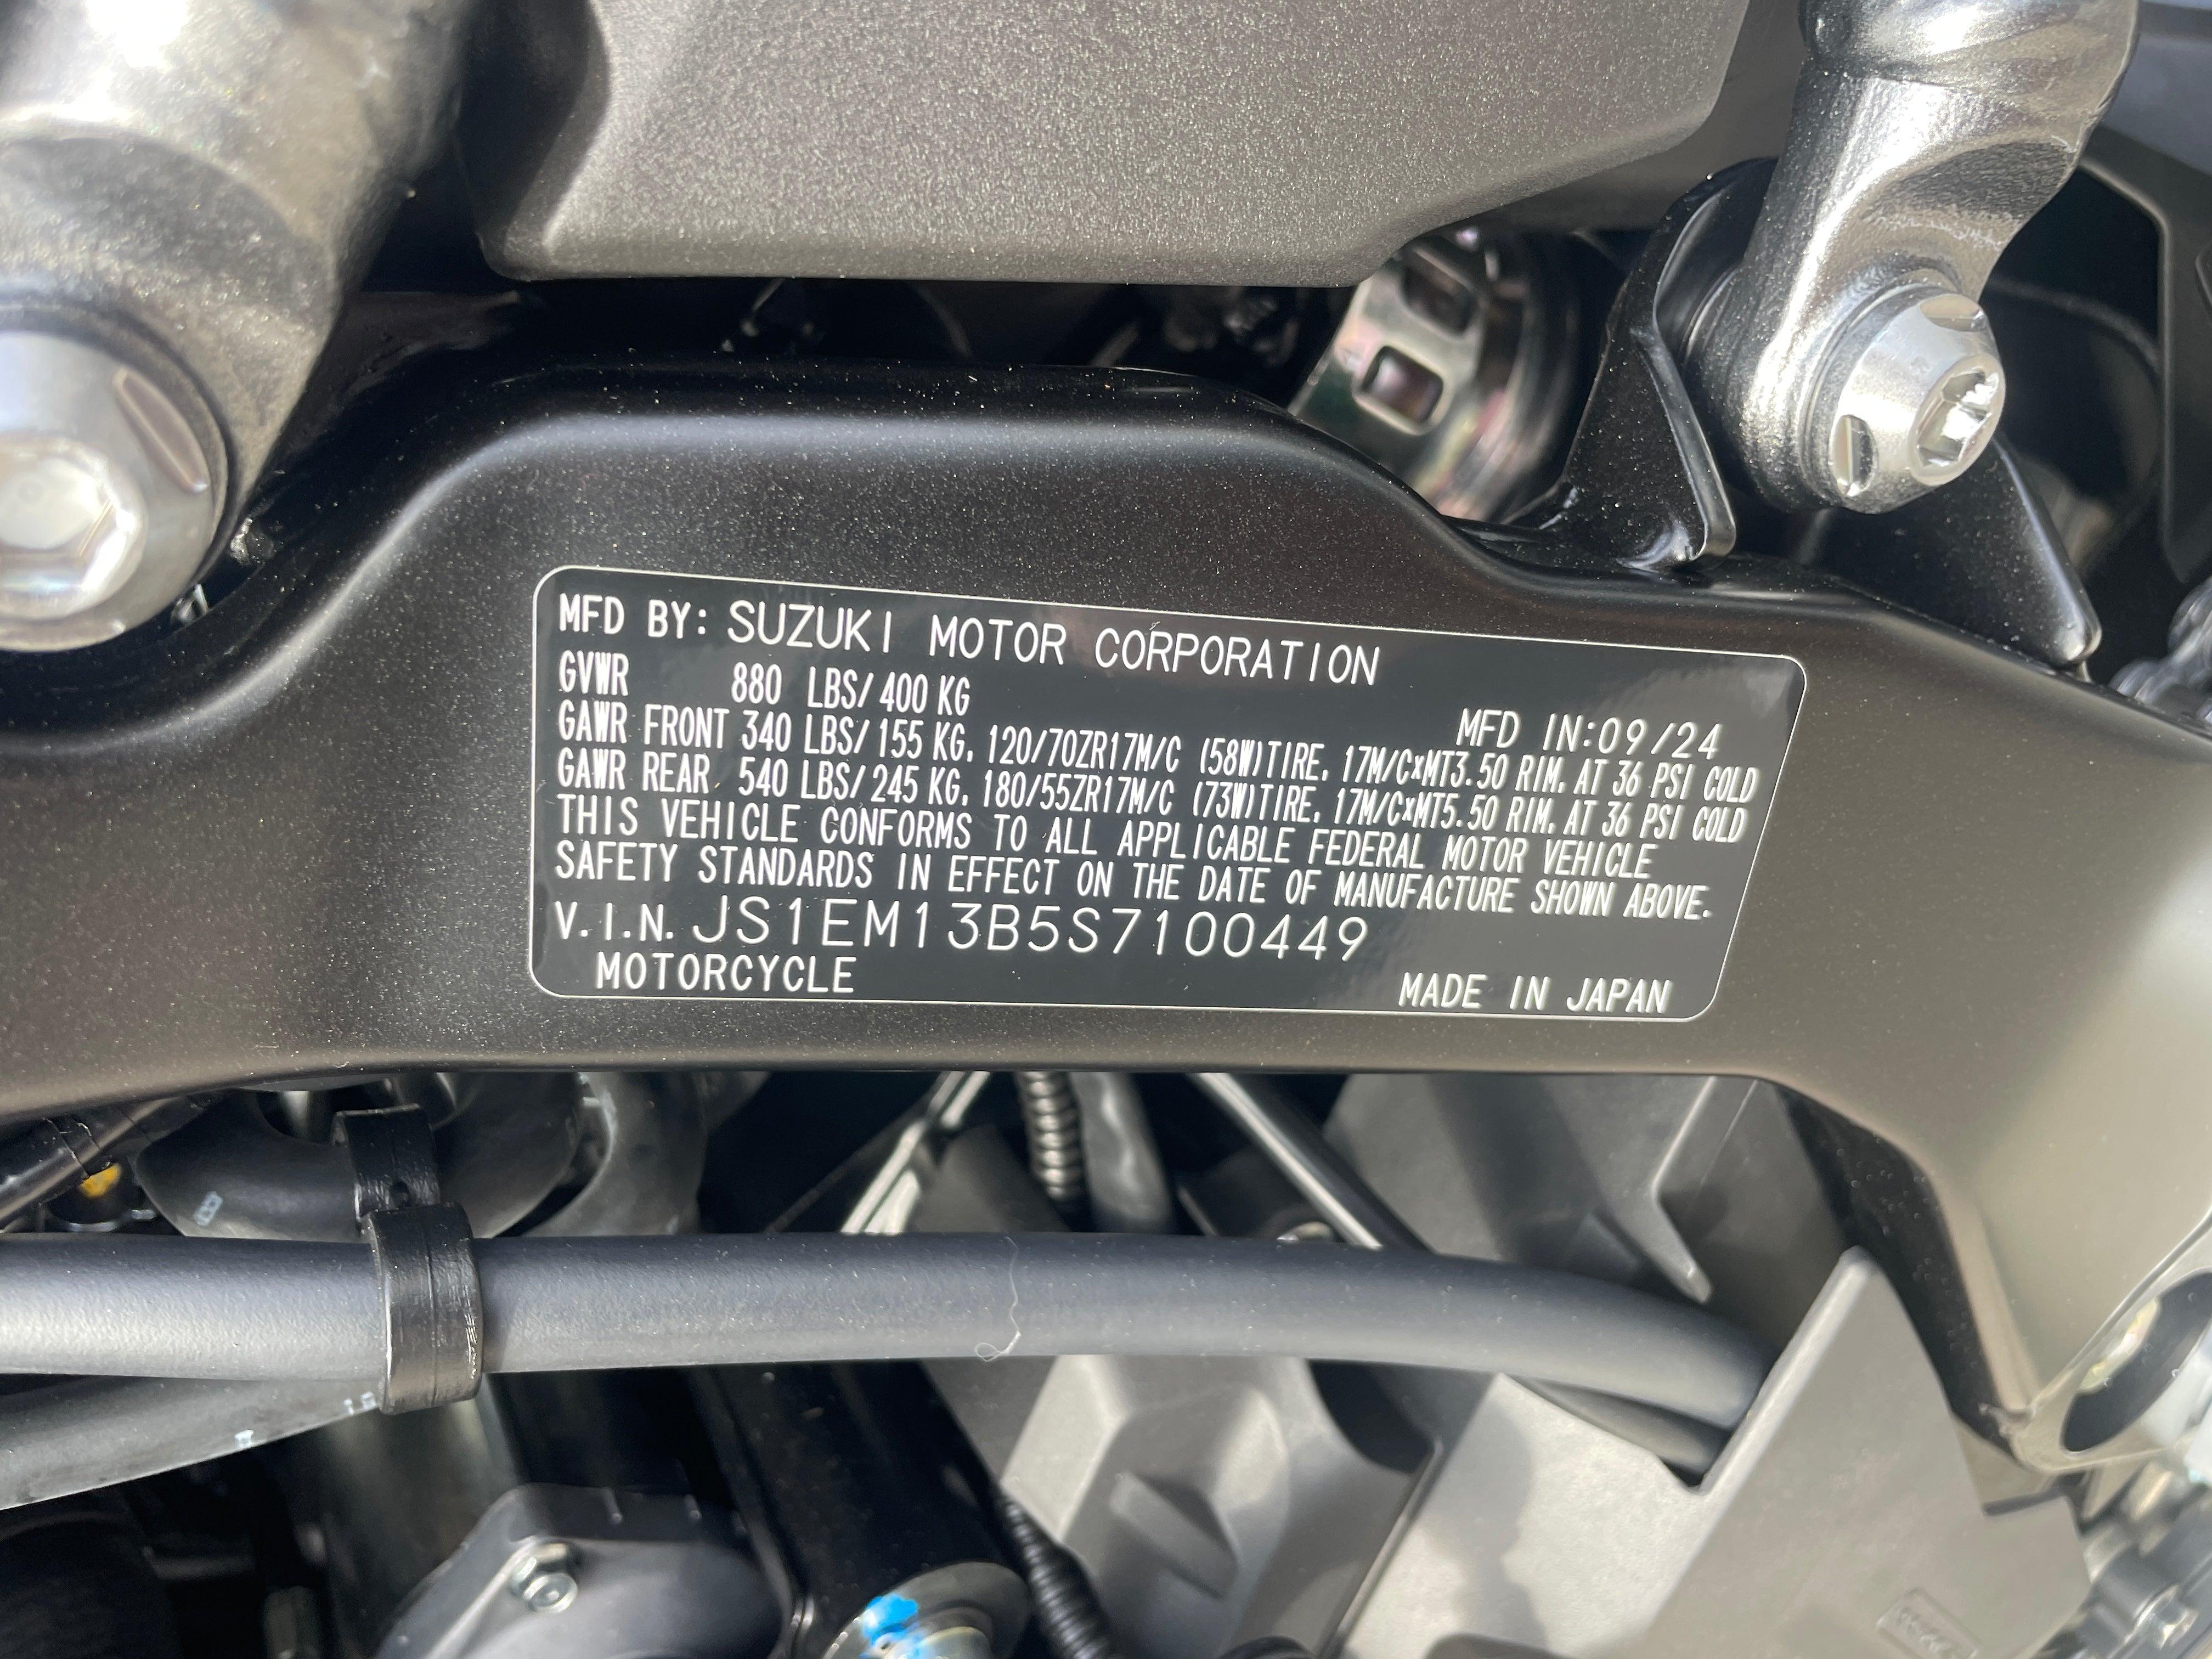 MFD BY: SUZUKI MOTOR CORPORATION
GVWR 880 LBS/400 KG
MFD IN:09/24
GAWR FRONT 340 LBS/155 KG, 120/70ZR17M/C (58W)TIRE, 17M/C×MT3.50 RIM, AT 36 PSI COLD
GAWR REAR 540 LBS/245 KG, 180/55ZR17M/C (73W)TIRE, 17M/C×MT5.50 RIM, AT 36 PSI COLD
THIS VEHICLE CONFORMS TO ALL APPLICABLE FEDERAL MOTOR VEHICLE
SAFETY STANDARDS IN EFFECT ON THE DATE OF MANUFACTURE SHOWN ABOVE.
V.I.N. JS1EM13B5S7100449
MOTORCYCLE MADE IN JAPAN